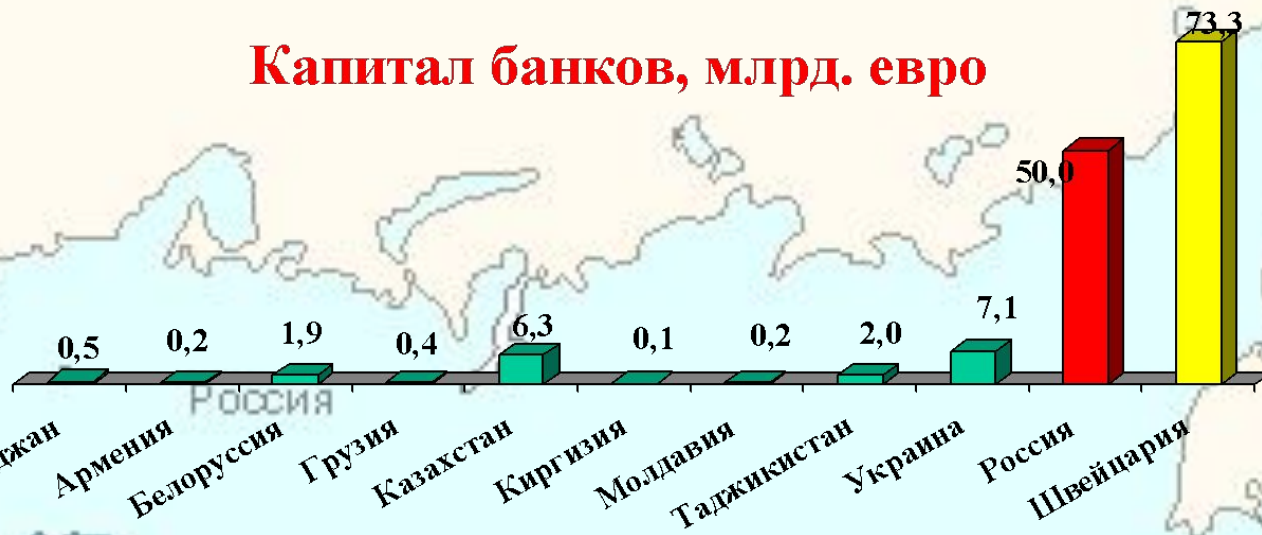 Капитал банков, млрд. евро
73,3
50,0
0,5
0,2
1,9
0,4
6,3
0,1
0,2
2,0
7,1
Россия
джан
Армения
Белоруссия
Грузия
Казахстан
Киргизия
Молдавия
Таджикистан
Украина
Россия
Швейцария